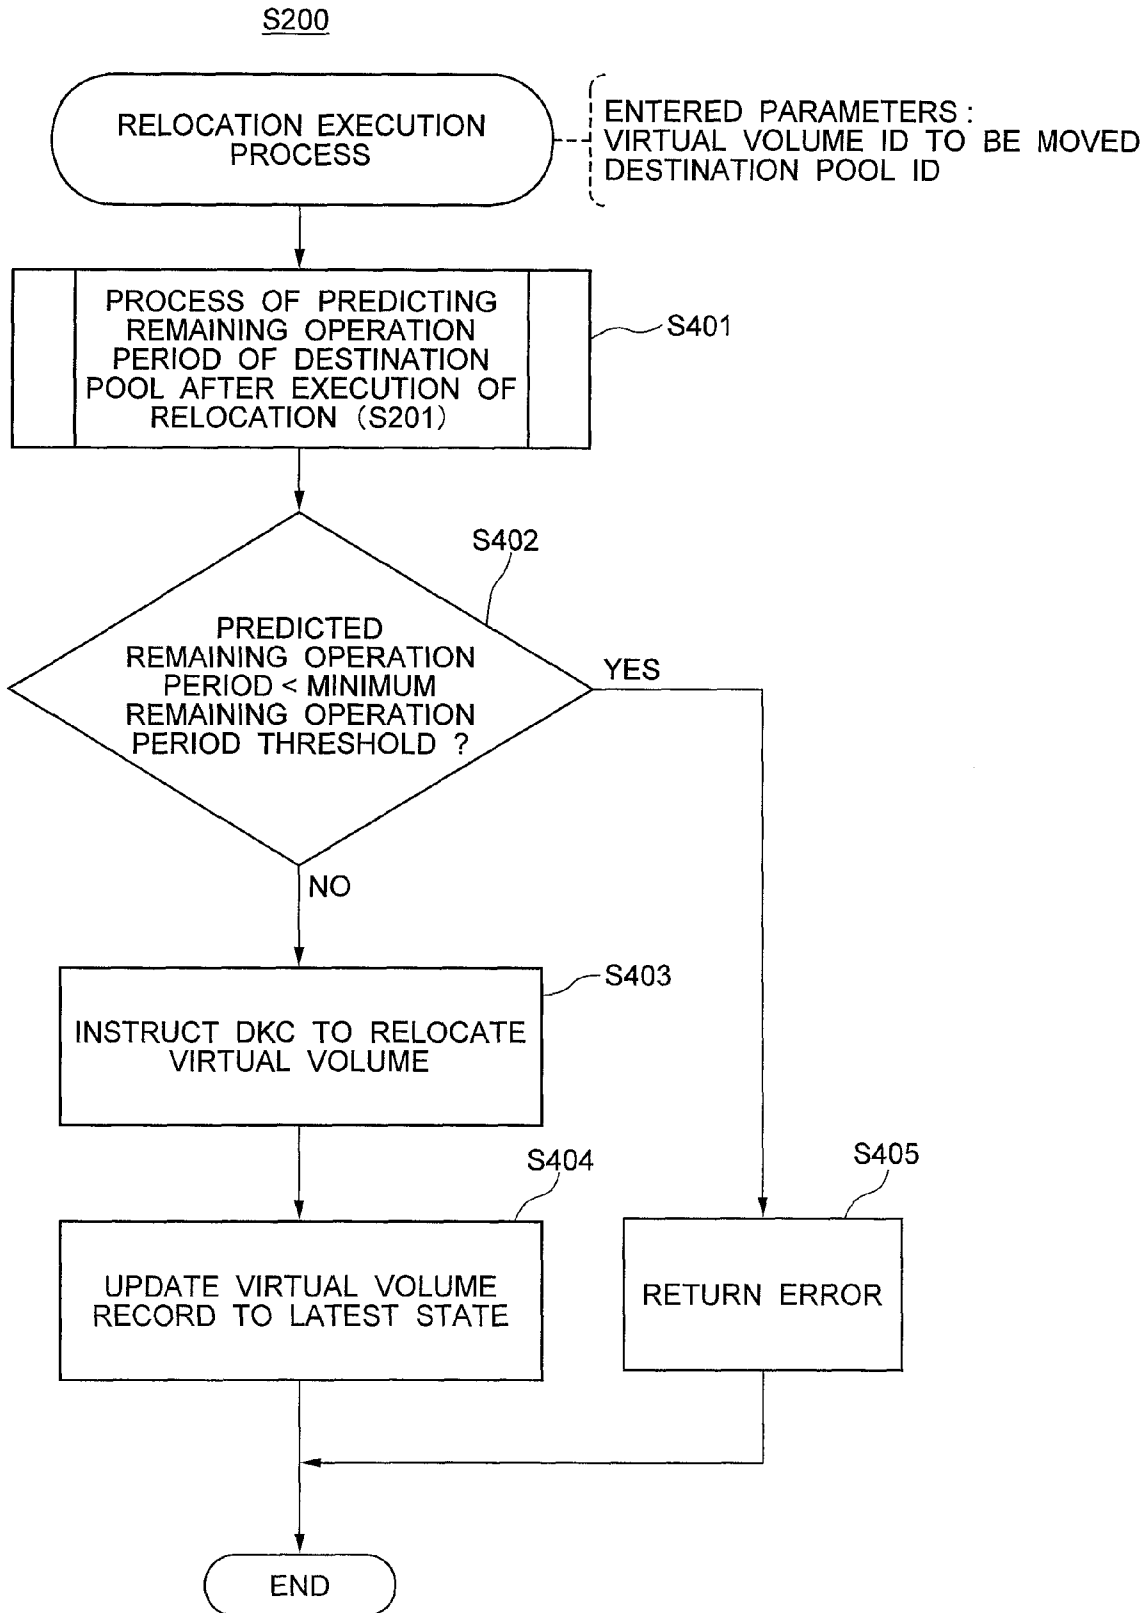 S200
RELOCATION EXECUTION
PROCESS
ENTERED PARAMETERS :
VIRTUAL VOLUME ID TO BE MOVED
DESTINATION POOL ID
PROCESS OF PREDICTING
REMAINING OPERATION
PERIOD OF DESTINATION
POOL AFTER EXECUTION OF
RELOCATION (S201)
S401
S402
PREDICTED
REMAINING OPERATION
PERIOD < MINIMUM
REMAINING OPERATION
PERIOD THRESHOLD ?
YES
NO
S403
INSTRUCT DKC TO RELOCATE
VIRTUAL VOLUME
S404
UPDATE VIRTUAL VOLUME
RECORD TO LATEST STATE
S405
RETURN ERROR
END